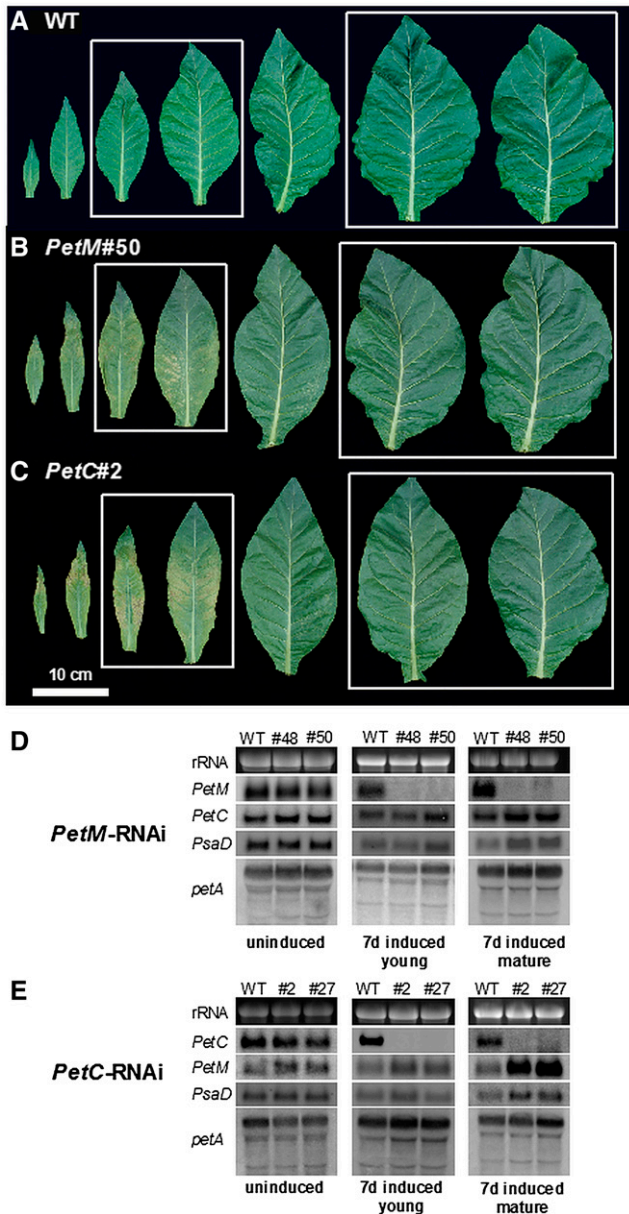 A WT
B PetM#50
C PetC#2
10 cm
D
WT #48 #50 WT #48 #50 WT #48 #50
rRNA
PetM
PetC
PetM-RNAi
PsaD
petA
uninduced 7d induced young 7d induced mature
E
WT #2 #27 WT #2 #27 WT #2 #27
rRNA
PetC
PetC-RNAi
PetM
PsaD
petA
uninduced 7d induced young 7d induced mature